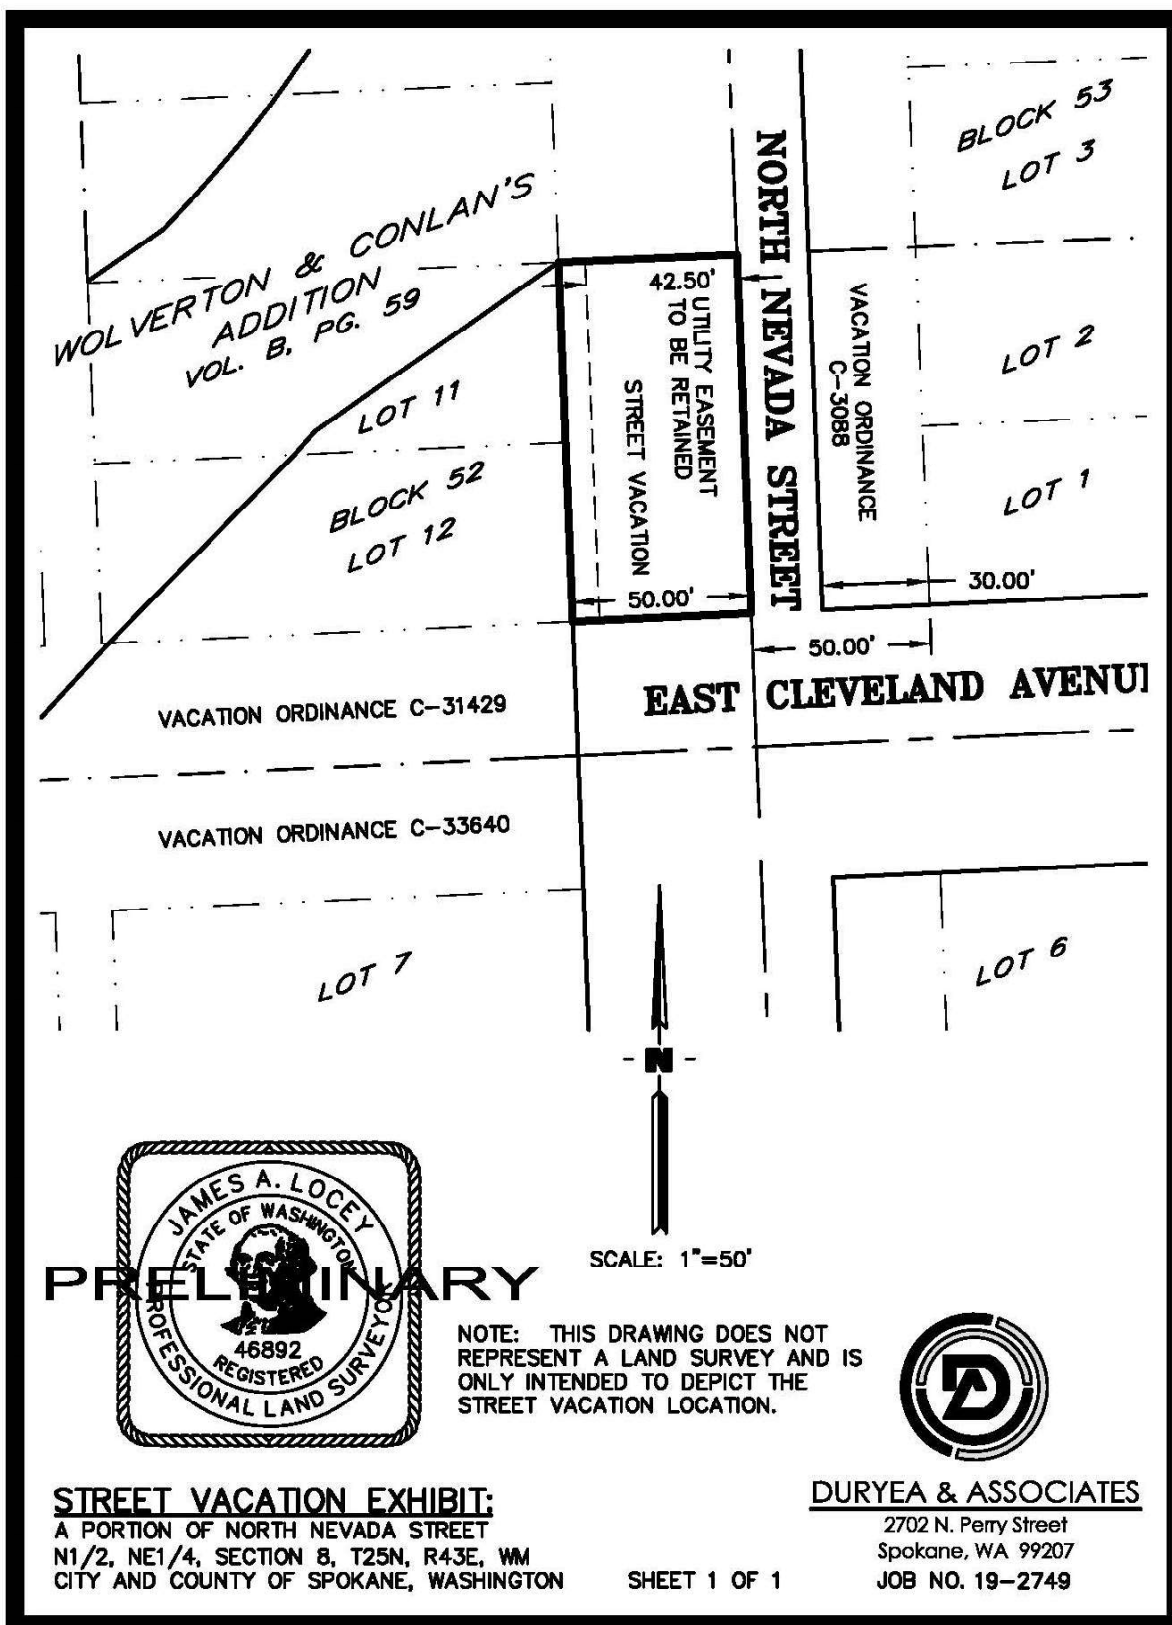 BLOCK 53
LOT 3
WOLVERTON & CONLAN'S
ADDITION
VOL. B, PG. 59
NORTH NEVADA STREET
42.50'
UTILITY EASEMENT
TO BE RETAINED
STREET VACATION
VACATION ORDINANCE
C-3088
LOT 2
LOT 11
BLOCK 52
LOT 12
LOT 1
50.00'
30.00'
50.00'
EAST CLEVELAND AVENU
VACATION ORDINANCE C-31429
VACATION ORDINANCE C-33640
LOT 7
LOT 6
- N -
SCALE: 1"=50'
JAMES A. LOCEY
STATE OF WASHINGTON
46892
REGISTERED
PROFESSIONAL LAND SURVEYOR
PRELIMINARY
NOTE: THIS DRAWING DOES NOT
REPRESENT A LAND SURVEY AND IS
ONLY INTENDED TO DEPICT THE
STREET VACATION LOCATION.
DA
DURYEA & ASSOCIATES
2702 N. Perry Street
Spokane, WA 99207
JOB NO. 19-2749
STREET VACATION EXHIBIT:
A PORTION OF NORTH NEVADA STREET
N1/2, NE1/4, SECTION 8, T25N, R43E, WM
CITY AND COUNTY OF SPOKANE, WASHINGTON
SHEET 1 OF 1